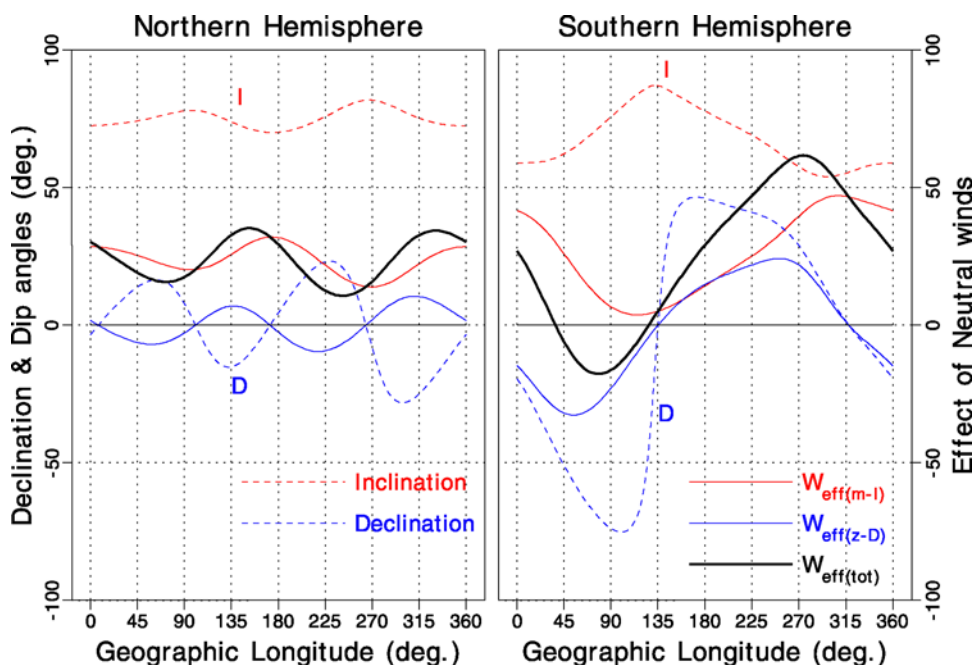 Northern Hemisphere
Southern Hemisphere
Declination & Dip angles (deg.)
100
50
0
-50
-100
I
D
Inclination
Declination
0 45 90 135 180 225 270 315 360
Geographic Longitude (deg.)
I
D
W eff(m-I)
W eff(z-D)
W eff(tot)
0 45 90 135 180 225 270 315 360
Geographic Longitude (deg.)
100
50
0
-50
-100
Effect of Neutral winds